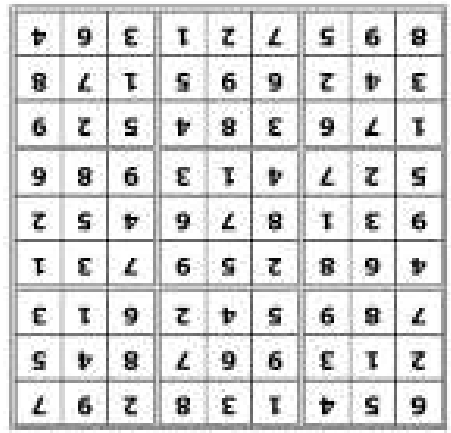 6 5 4 1 3 8 2 9 7
2 1 3 9 6 7 8 4 5
7 8 9 5 4 2 6 1 3
4 6 8 2 5 9 7 3 1
9 3 1 8 7 6 4 5 2
5 2 7 4 1 3 9 8 6
1 7 6 3 8 4 5 2 9
3 4 2 6 9 5 1 7 8
8 9 5 7 2 1 3 6 4